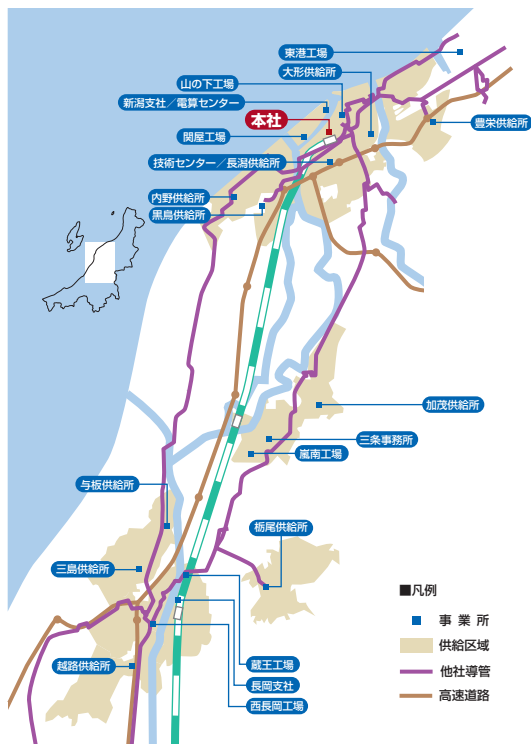 東港工場
大形供給所
山の下工場
新潟支社／電算センター
本社
豊栄供給所
関屋工場
技術センター／長潟供給所
内野供給所
黒鳥供給所
加茂供給所
三条事務所
嵐南工場
与板供給所
栃尾供給所
三島供給所
越路供給所
蔵王工場
長岡支社
西長岡工場
■凡例
事業所
供給区域
他社導管
高速道路